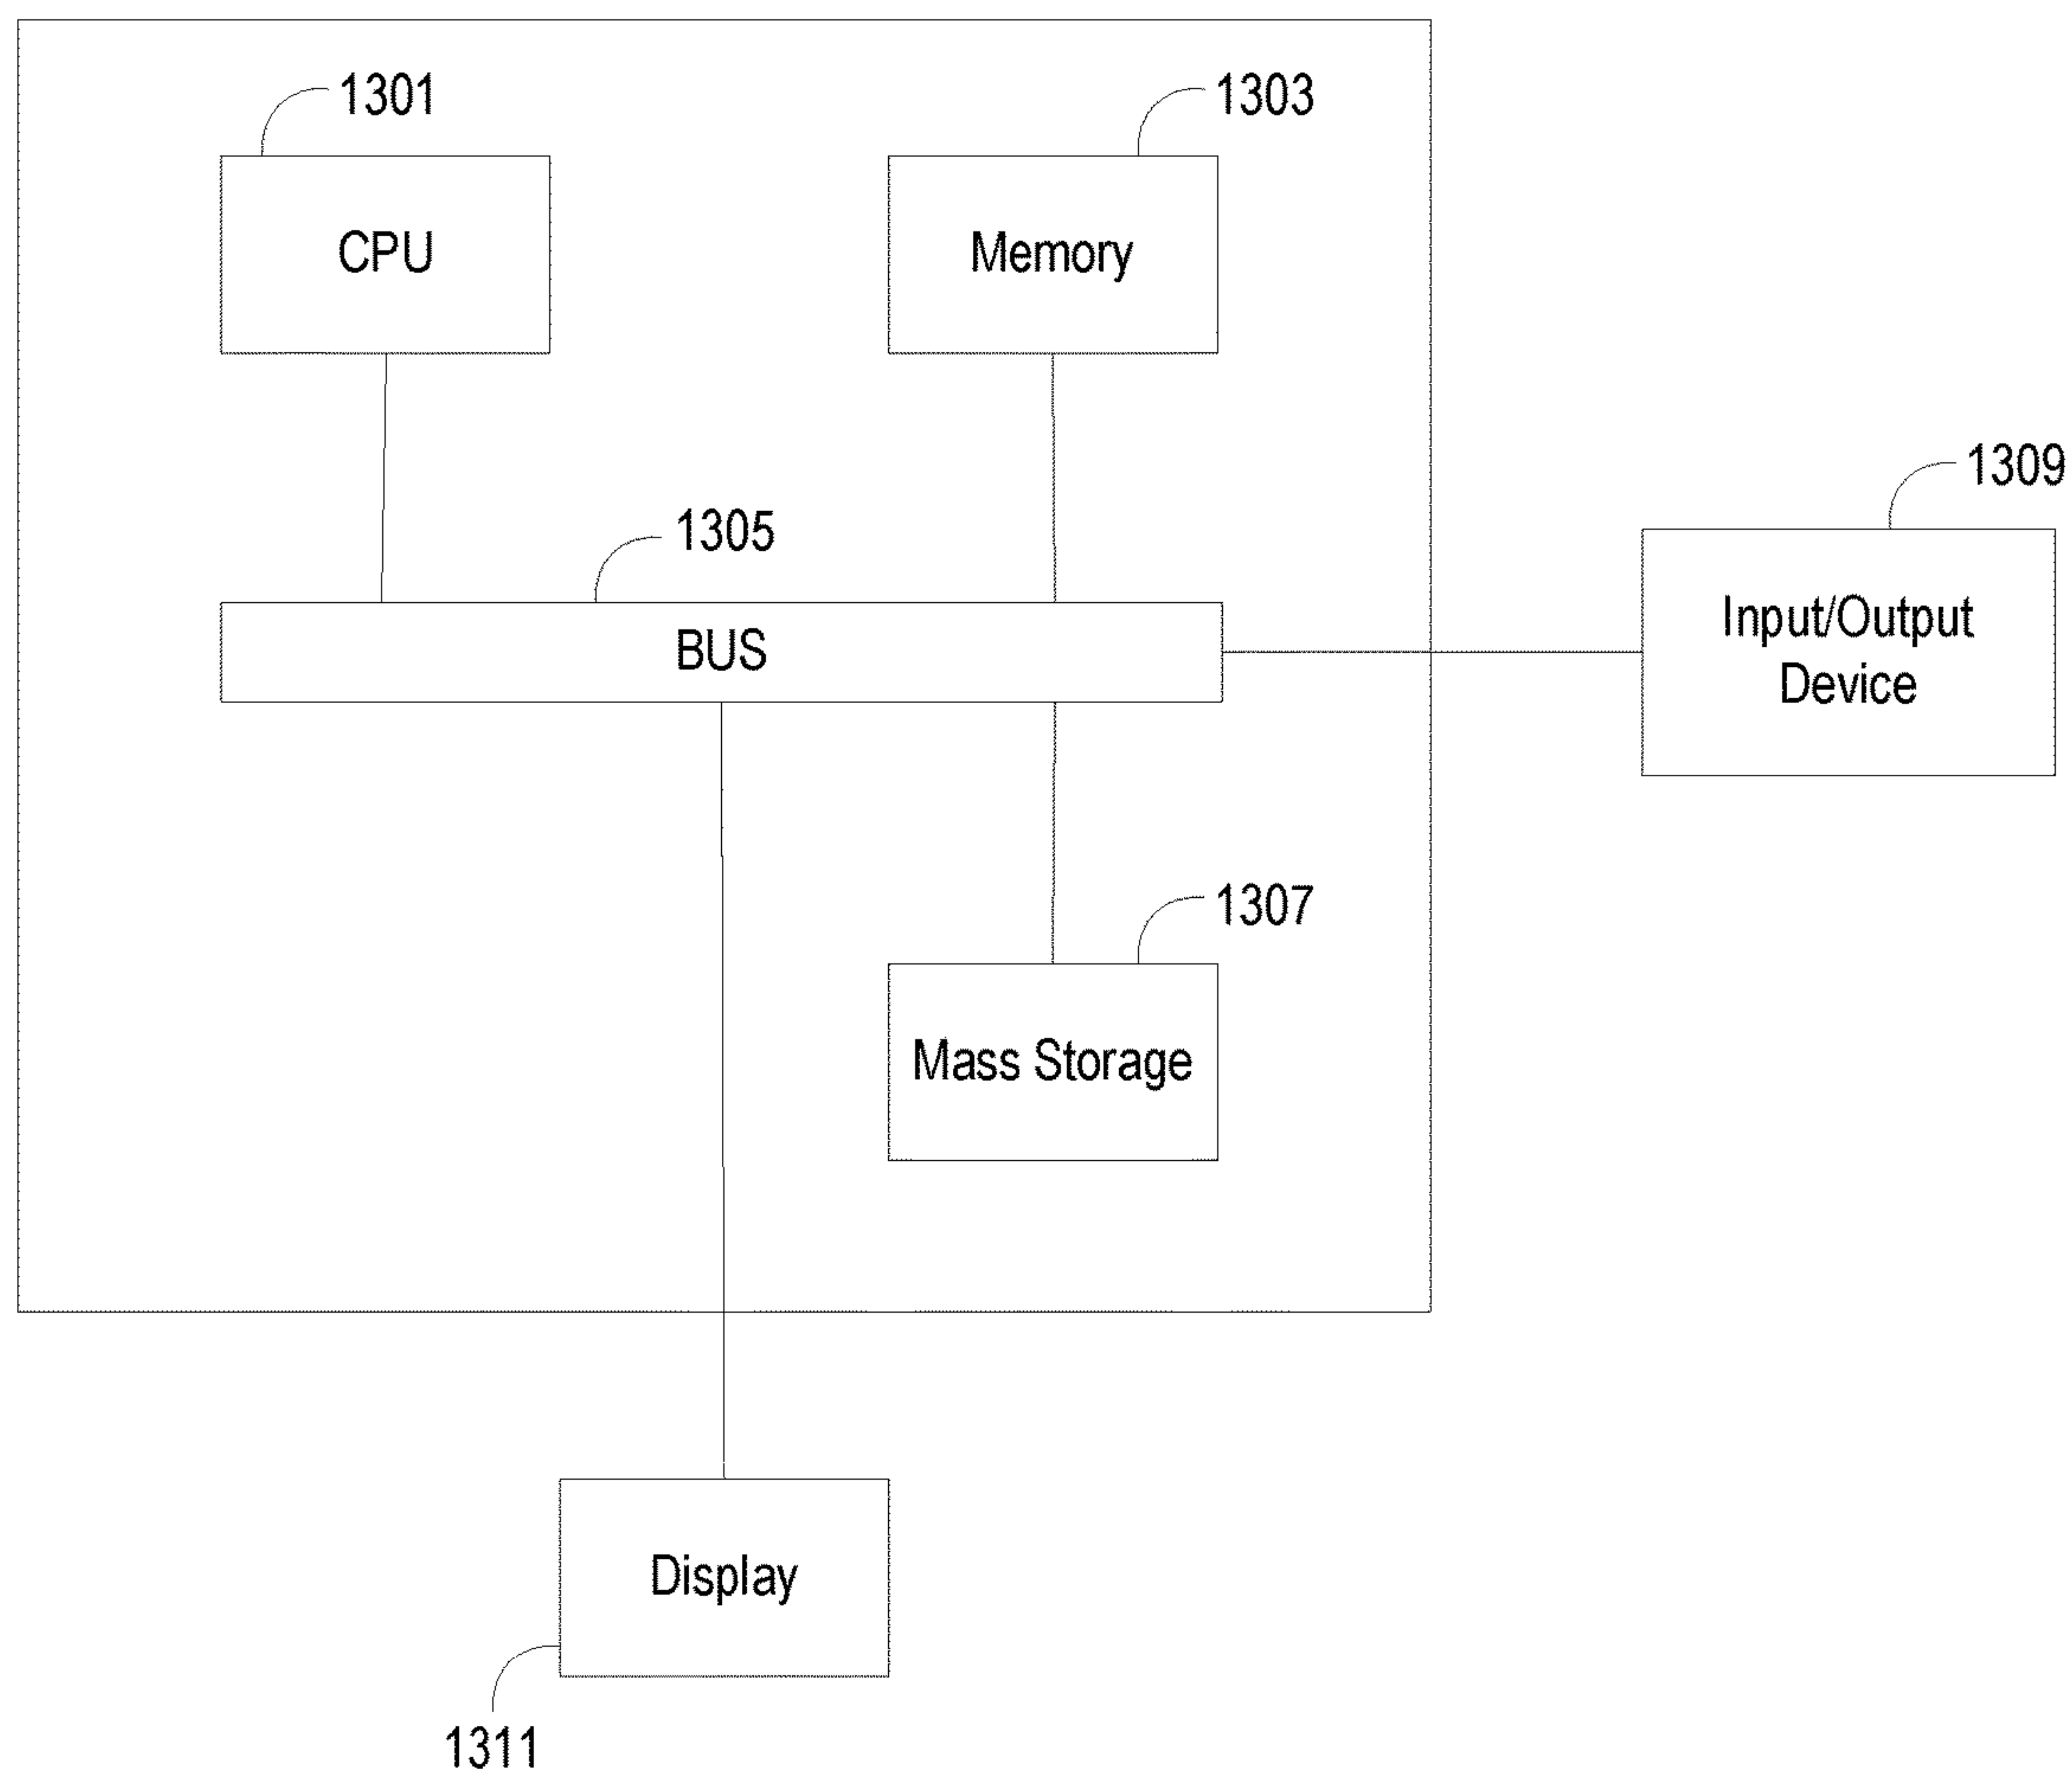 1301
1303
CPU
Memory
1309
1305
Input/Output
Device
BUS
1307
Mass Storage
Display
1311